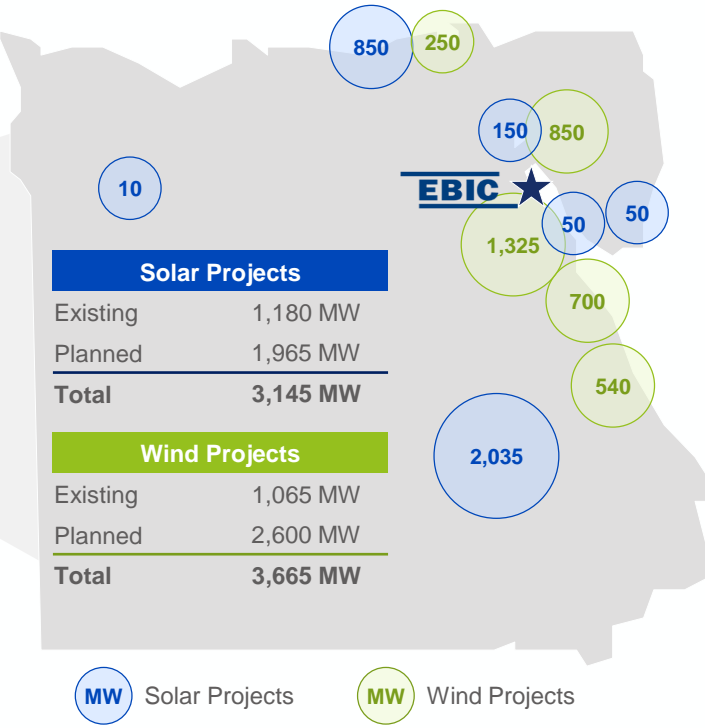 850
250
150
850
10
EBIC
50
50
1,325
700
540
2,035
Solar Projects
Existing 1,180 MW
Planned 1,965 MW
Total 3,145 MW
Wind Projects
Existing 1,065 MW
Planned 2,600 MW
Total 3,665 MW
MW Solar Projects
MW Wind Projects